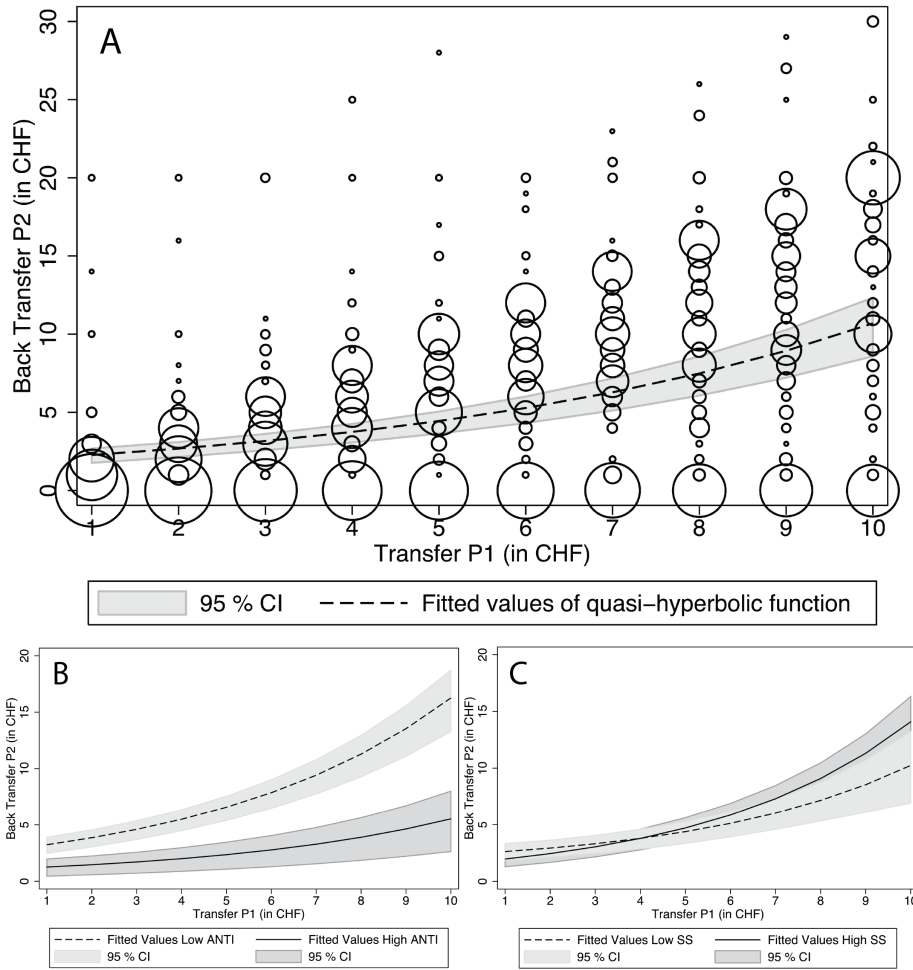 A
Back Transfer P2 (in CHF)
30
25
20
15
10
5
0
1 2 3 4 5 6 7 8 9 10
Transfer P1 (in CHF)
95 % CI Fitted values of quasi−hyperbolic function
B
Back Transfer P2 (in CHF)
20
15
10
5
0
1 2 3 4 5 6 7 8 9 10
Transfer P1 (in CHF)
Fitted Values Low ANTI Fitted Values High ANTI
95 % CI 95 % CI
C
Back Transfer P2 (in CHF)
20
15
10
5
0
1 2 3 4 5 6 7 8 9 10
Transfer P1 (in CHF)
Fitted Values Low SS Fitted Values High SS
95 % CI 95 % CI